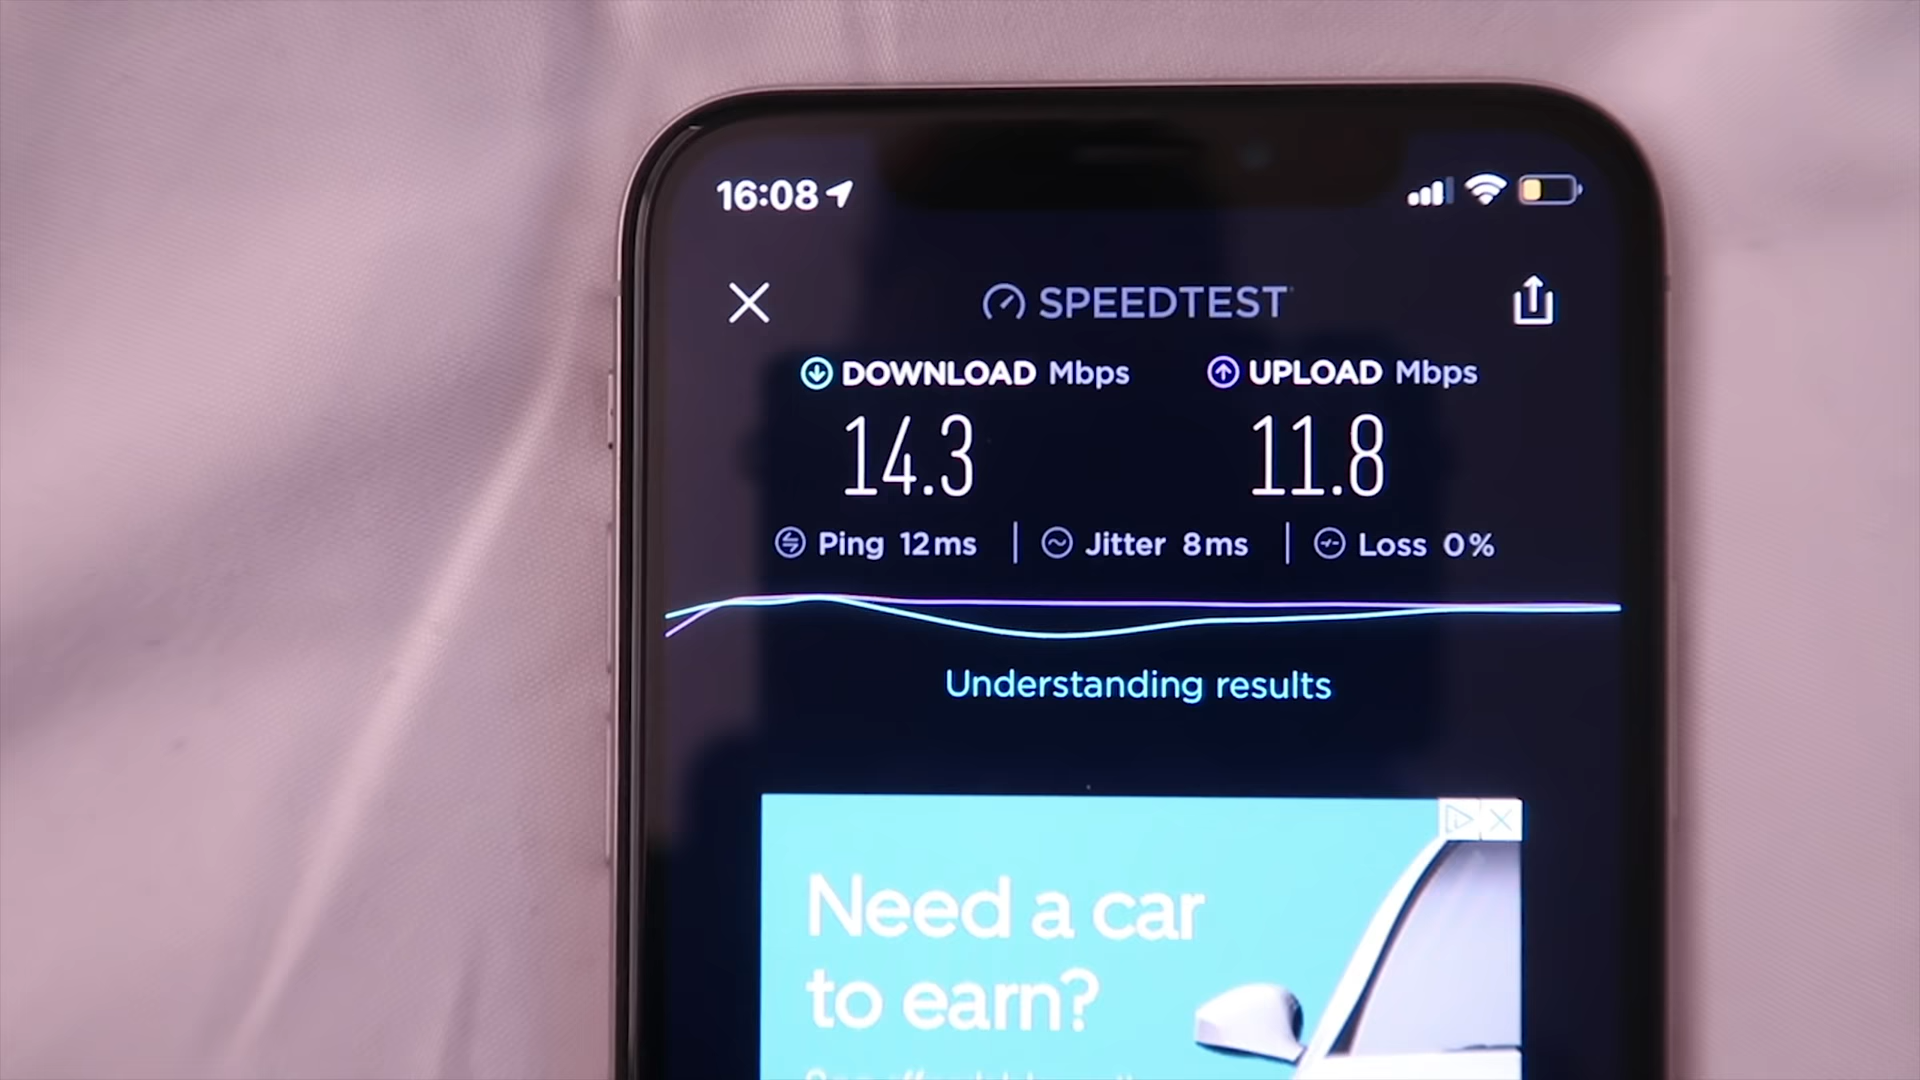 16:08
SPEEDTEST
DOWNLOAD Mbps
14.3
UPLOAD Mbps
11.8
Ping 12ms | Jitter 8ms | Loss 0%
Understanding results
Need a car
to earn?